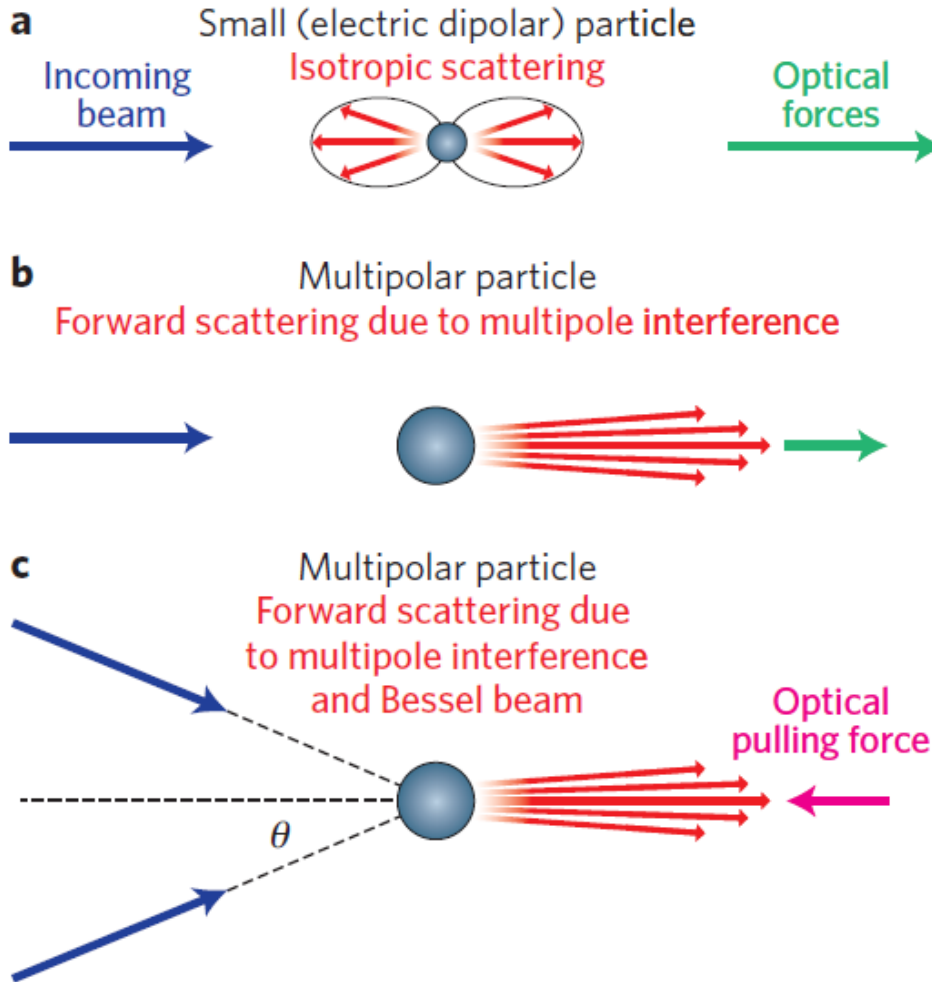 a
Small (electric dipolar) particle
Isotropic scattering
Incoming
beam
Optical
forces
b
Multipolar particle
Forward scattering due to multipole interference
c
Multipolar particle
Forward scattering due
to multipole interference
and Bessel beam
Optical
pulling force
θ